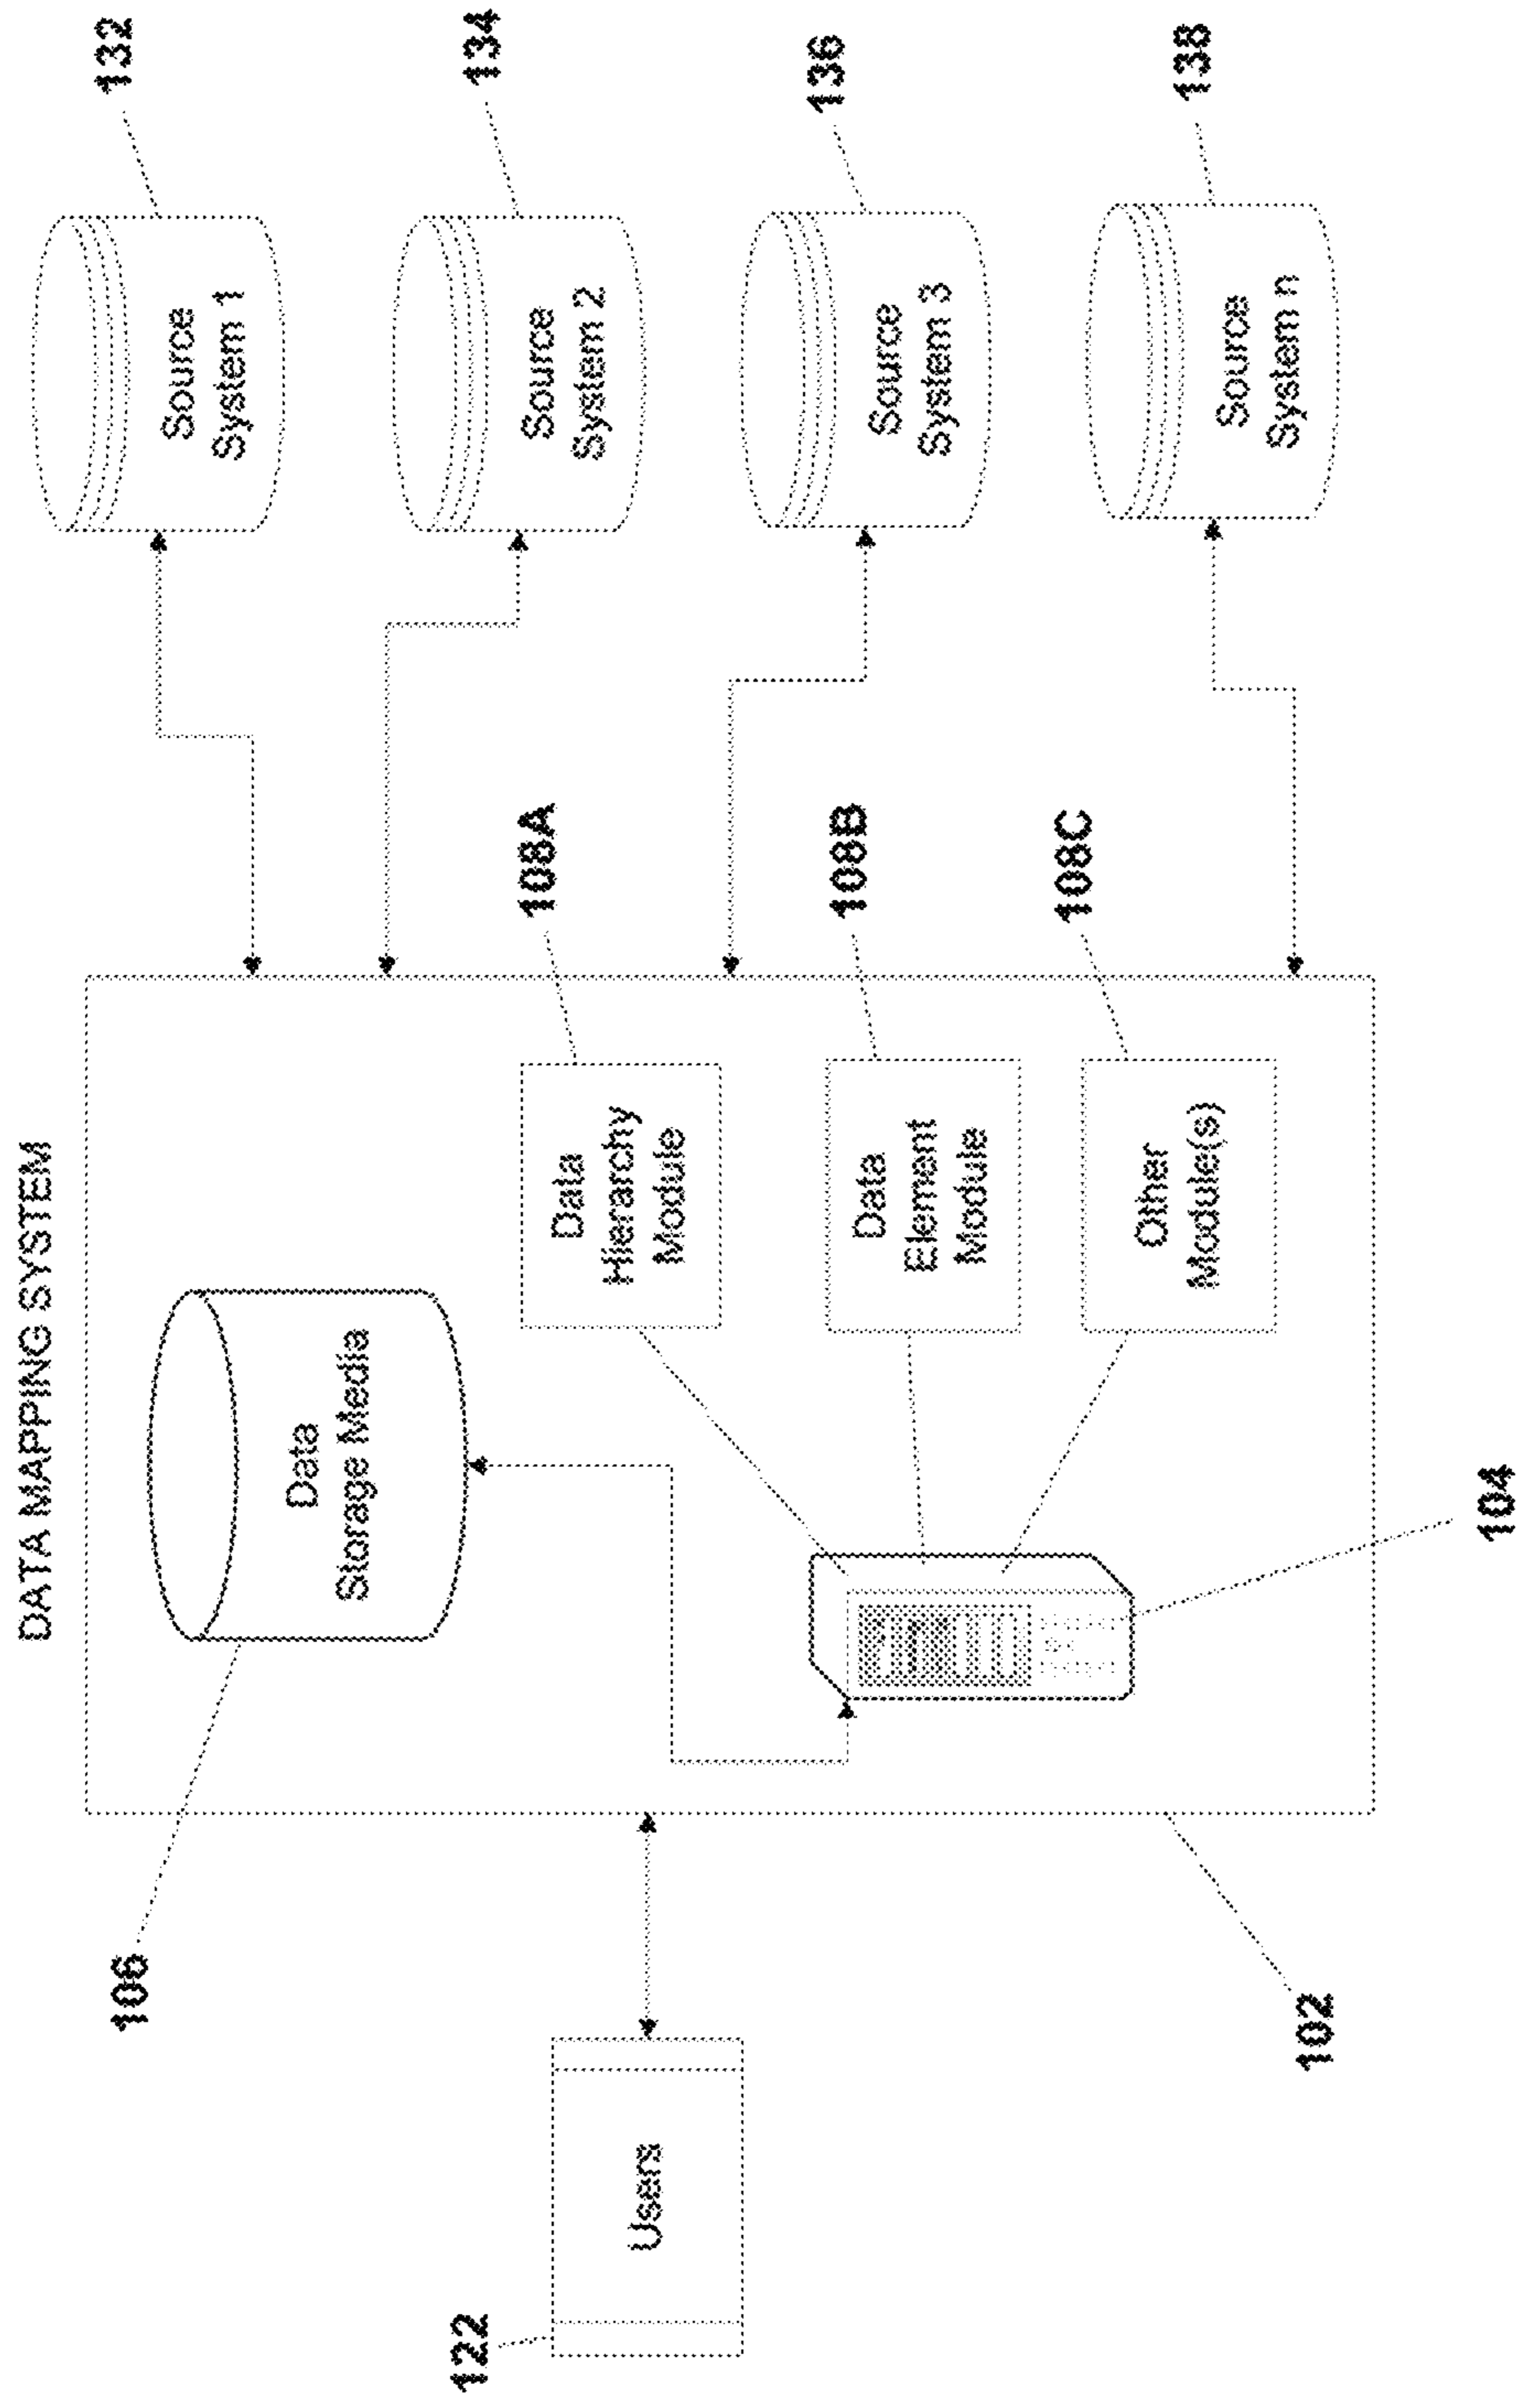 DATA MAPPING SYSTEM
106
Data
Storage Media
132
Source
System 1
134
Source
System 2
108A
Data
Hierarchy
Module
122
Users
136
Source
System 3
108B
Data
Element
Module
138
Source
System n
108C
Other
Module(s)
102
104